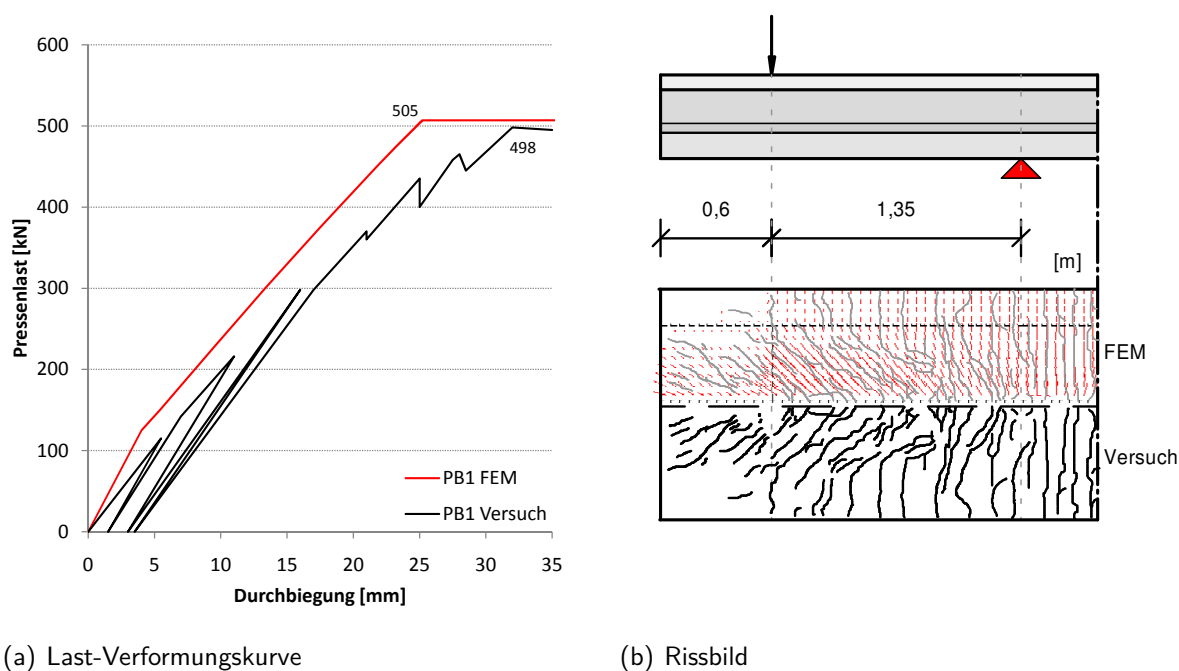 600
500
400
300
200
100
0
Pressenlast [kN]
505
498
PB1 FEM
PB1 Versuch
0 5 10 15 20 25 30 35
Durchbiegung [mm]
(a) Last-Verformungskurve
0,6 1,35
[m]
FEM
Versuch
(b) Rissbild